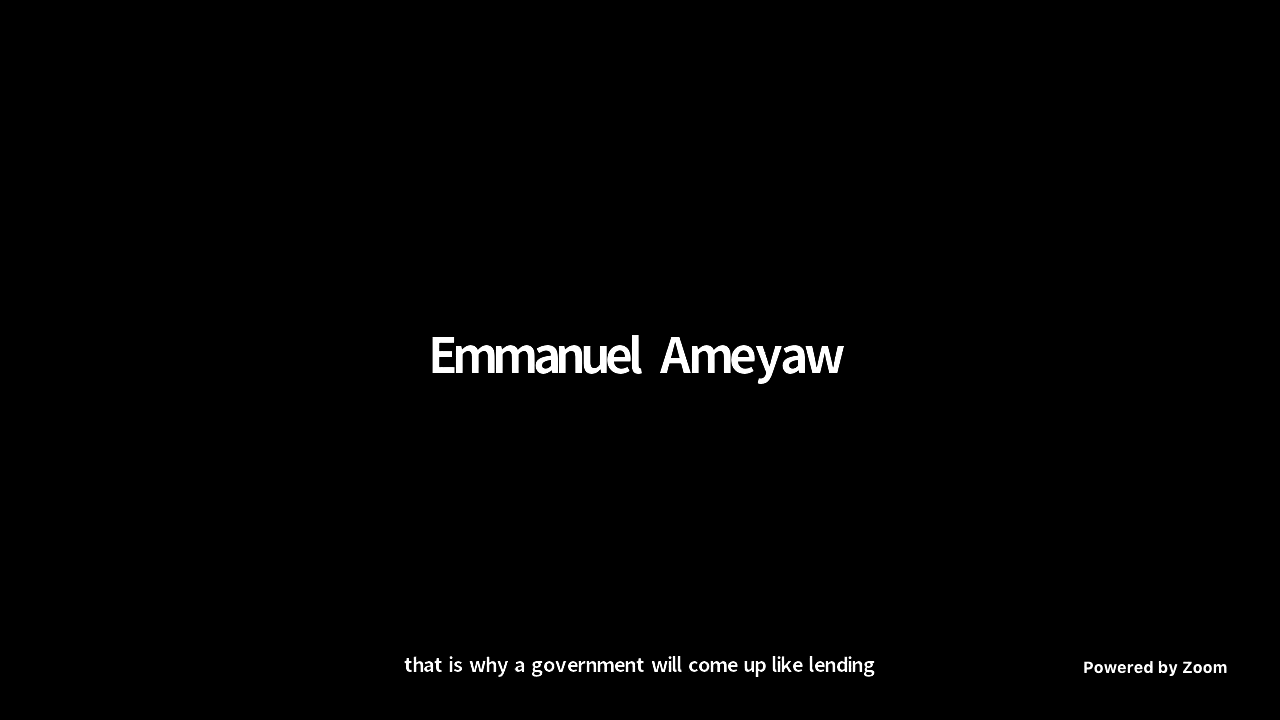 Emmanuel Ameyaw
that is why a government will come up like lending
Powered by Zoom